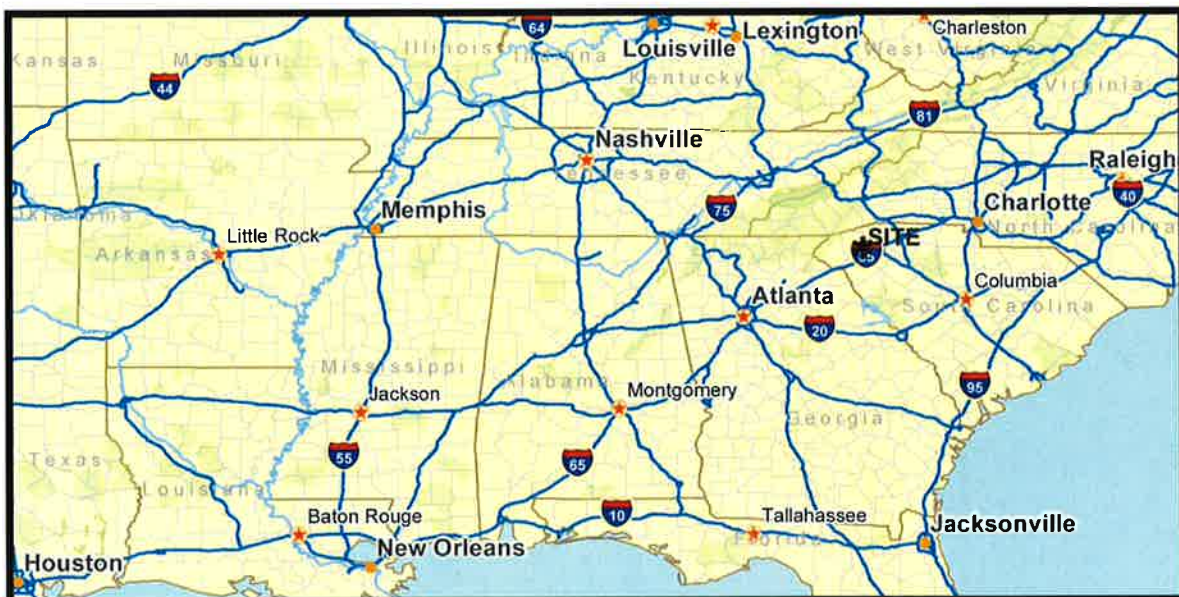 64
Louisville
Lexington
Charleston
Kansas
Missouri
Illinois
Indiana
Kentucky
West Virginia
Virginia
44
81
Nashville
Tennessee
Raleigh
40
75
Oklahoma
Memphis
Charlotte
North Carolina
Little Rock
Arkansas
SITE
85
Columbia
South Carolina
Atlanta
20
Mississippi
Alabama
Jackson
Montgomery
95
Georgia
Texas
55
65
Louisiana
Baton Rouge
10
Tallahassee
Florida
Jacksonville
New Orleans
Houston